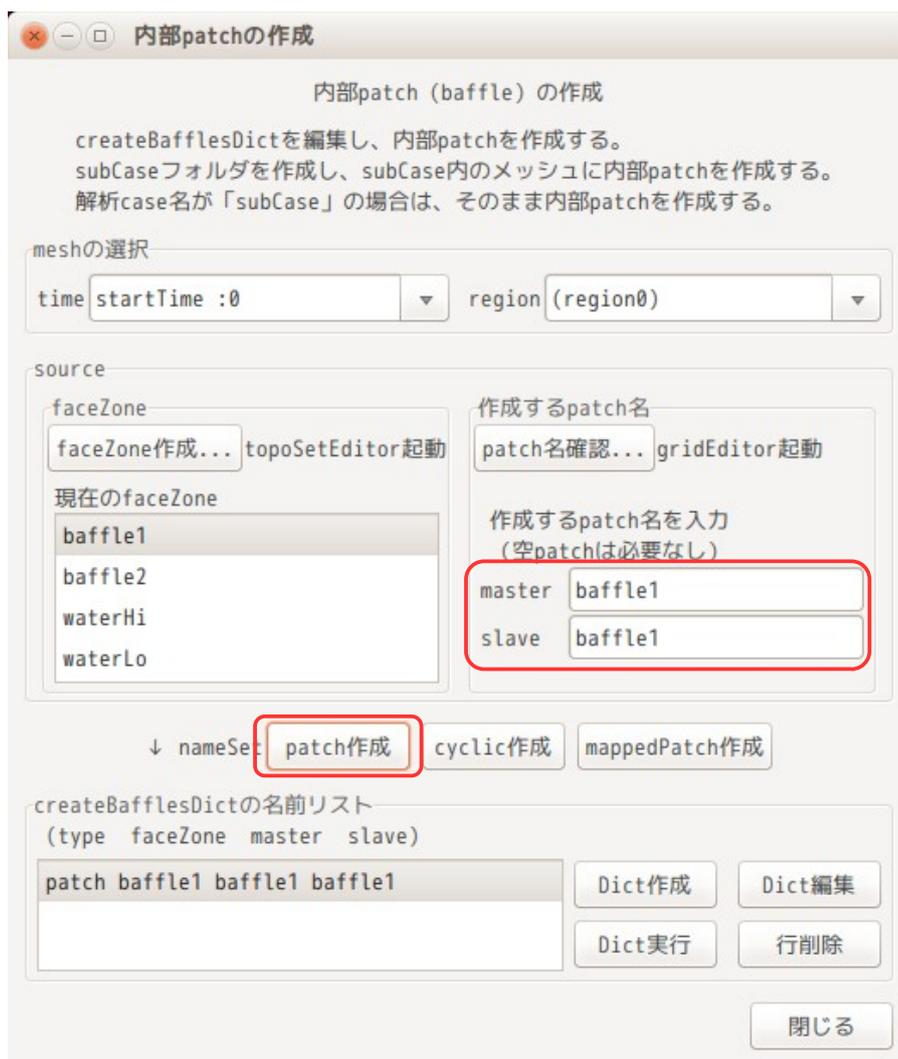 内部patchの作成
内部patch (baffle) の作成
createBafflesDictを編集し、内部patchを作成する。
subCaseフォルダを作成し、subCase内のメッシュに内部patchを作成する。
解析case名が「subCase」の場合は、そのまま内部patchを作成する。
meshの選択
time startTime :0 region (region0)
source
faceZone
faceZone作成... topoSetEditor起動
現在のfaceZone
baffle1
baffle2
waterHi
waterLo
作成するpatch名
patch名確認... gridEditor起動
作成するpatch名を入力
(空patchは必要なし)
master baffle1
slave baffle1
↓ nameSet patch作成 cyclic作成 mappedPatch作成
createBafflesDictの名前リスト
(type faceZone master slave)
patch baffle1 baffle1 baffle1
Dict作成 Dict編集
Dict実行 行削除
閉じる